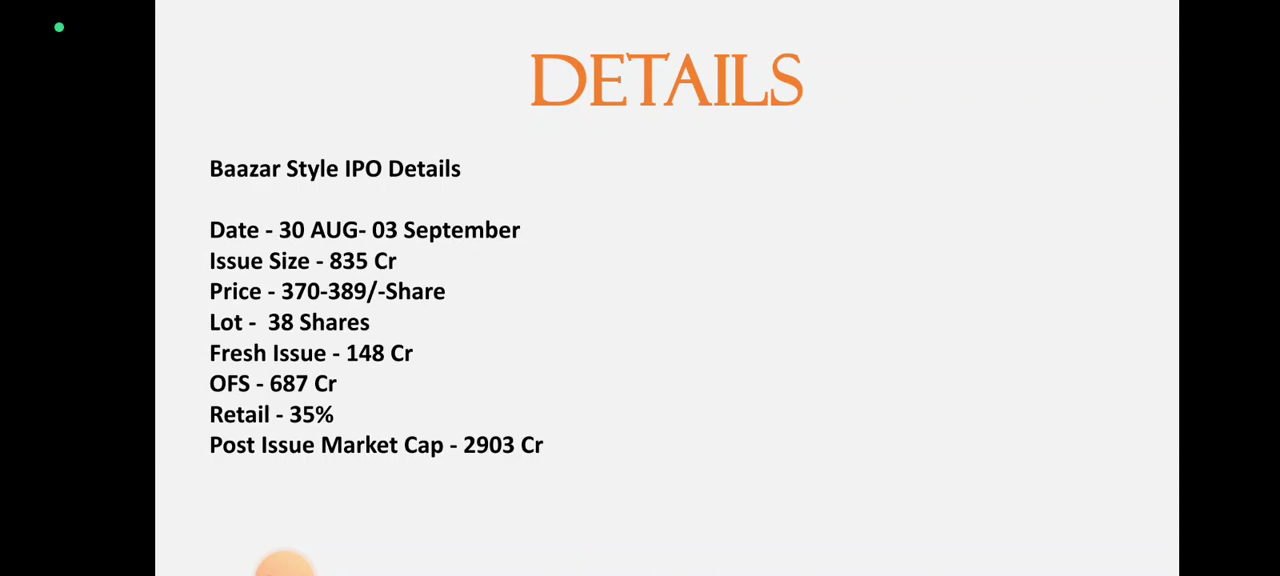 DETAILS
Baazar Style IPO Details
Date - 30 AUG- 03 September
Issue Size - 835 Cr
Price - 370-389/-Share
Lot -  38 Shares
Fresh Issue - 148 Cr
OFS - 687 Cr
Retail - 35%
Post Issue Market Cap - 2903 Cr